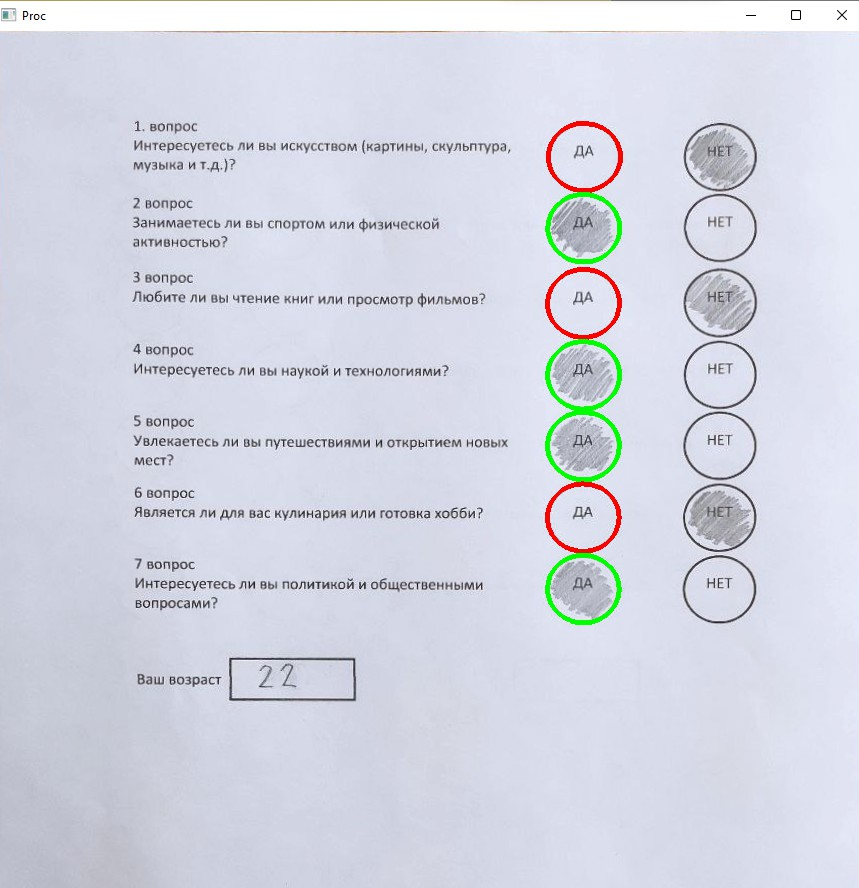 Proc
1. вопрос
Интересуетесь ли вы искусством (картины, скульптура,
музыка и т.д.)?
ДА НЕТ
2 вопрос
Занимаетесь ли вы спортом или физической
активностью?
ДА НЕТ
3 вопрос
Любите ли вы чтение книг или просмотр фильмов?
ДА НЕТ
4 вопрос
Интересуетесь ли вы наукой и технологиями?
ДА НЕТ
5 вопрос
Увлекаетесь ли вы путешествиями и открытием новых
мест?
ДА НЕТ
6 вопрос
Является ли для вас кулинария или готовка хобби?
ДА НЕТ
7 вопрос
Интересуетесь ли вы политикой и общественными
вопросами?
ДА НЕТ
Ваш возраст 22